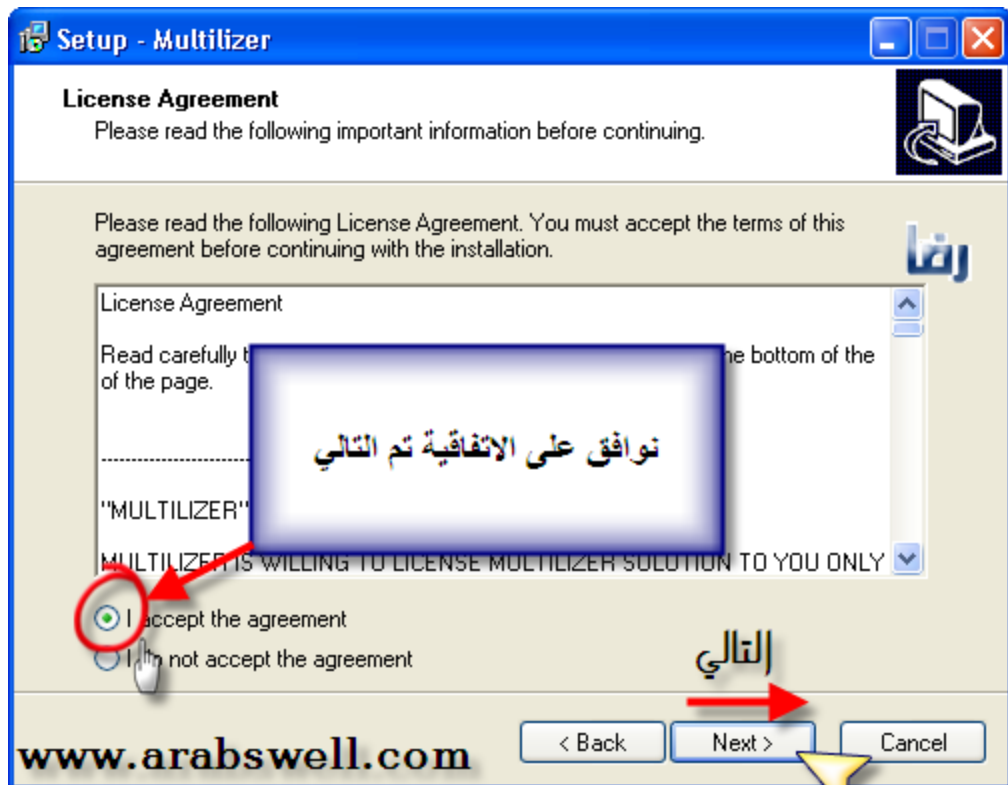 Setup - Multilizer
License Agreement
Please read the following important information before continuing.
Please read the following License Agreement. You must accept the terms of this
agreement before continuing with the installation.
رضا
License Agreement
Read carefully t he bottom of the
of the page.
------------------------
نوافق على الاتفاقية تم التالي
"MULTILIZER"
MULTILIZER IS WILLING TO LICENSE MULTILIZER SOLUTION TO YOU ONLY
I accept the agreement
I do not accept the agreement
التالي
< Back Next > Cancel
www.arabswell.com